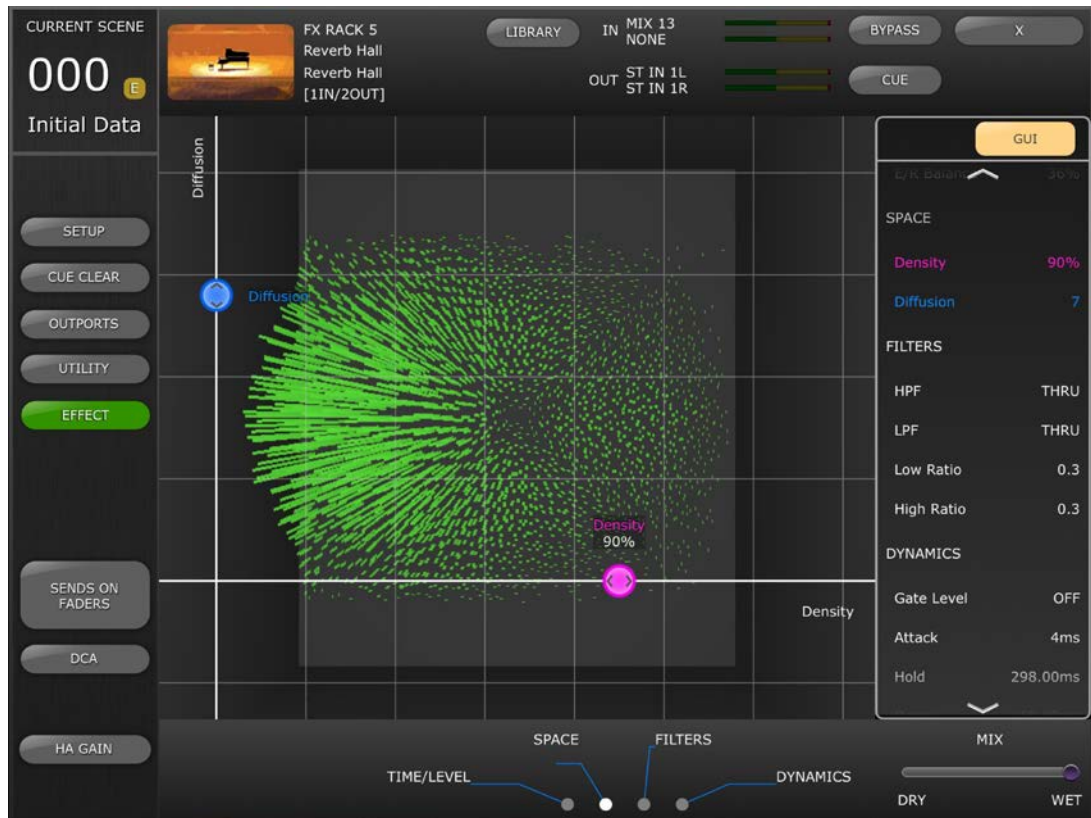 CURRENT SCENE
000 E
Initial Data
FX RACK 5
Reverb Hall
Reverb Hall
[1IN/2OUT]
LIBRARY
IN MIX 13
NONE
OUT ST IN 1L
ST IN 1R
BYPASS
X
CUE
SETUP
CUE CLEAR
OUTPORTS
UTILITY
EFFECT
SENDS ON
FADERS
DCA
HA GAIN
Diffusion
Diffusion
Density
90%
Density
GUI
36%
SPACE
Density 90%
Diffusion 7
FILTERS
HPF THRU
LPF THRU
Low Ratio 0.3
High Ratio 0.3
DYNAMICS
Gate Level OFF
Attack 4ms
Hold 298.00ms
SPACE
FILTERS
TIME/LEVEL
DYNAMICS
MIX
DRY WET